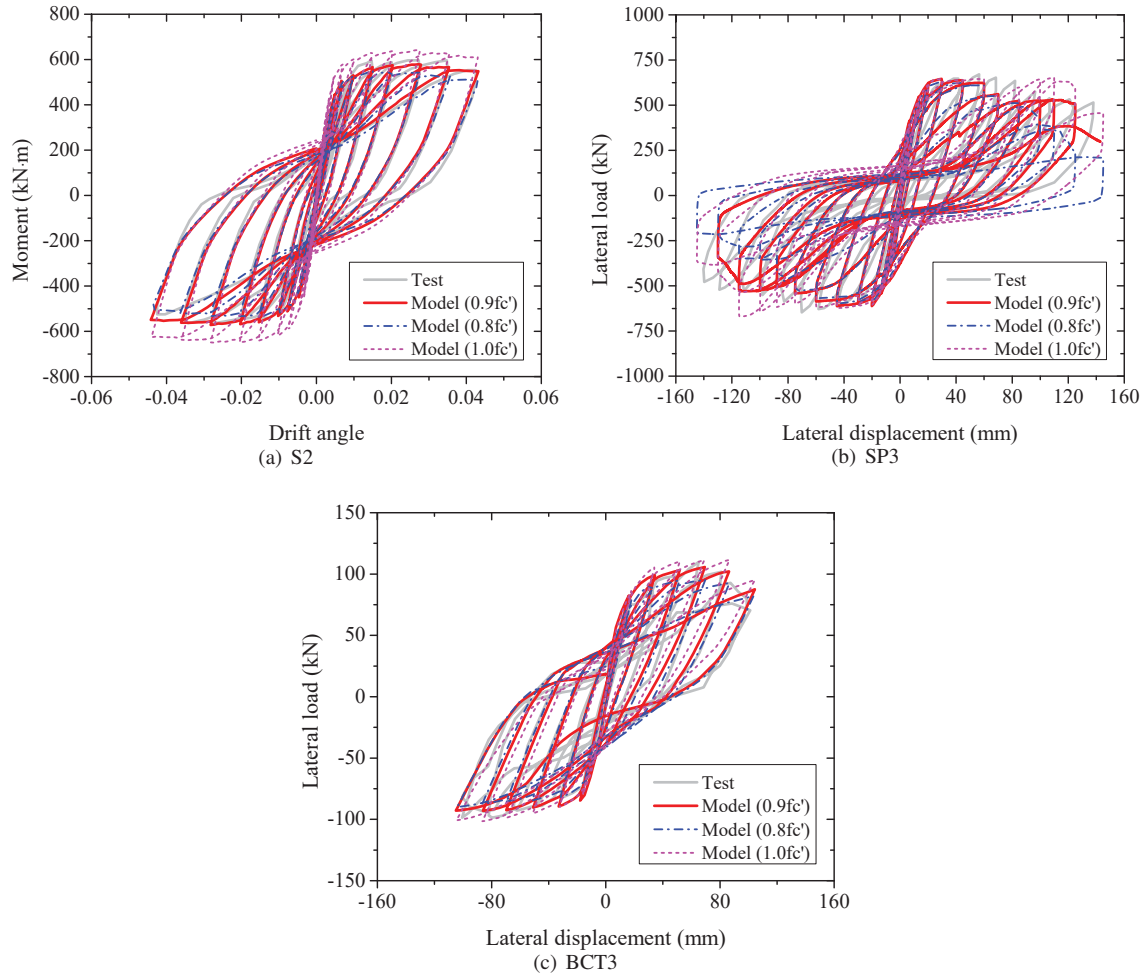 800
600
400
200
0
-200
-400
-600
-800
-0.06
-0.04
-0.02
0.00
0.02
0.04
0.06
Moment (kN·m)
Drift angle
Test
Model (0.9fc')
Model (0.8fc')
Model (1.0fc')
(a) S2
1000
750
500
250
0
-250
-500
-750
-1000
-160
-120
-80
-40
0
40
80
120
160
Lateral load (kN)
Lateral displacement (mm)
Test
Model (0.9fc')
Model (0.8fc')
Model (1.0fc')
(b) SP3
150
100
50
0
-50
-100
-150
-160
-80
0
80
160
Lateral load (kN)
Lateral displacement (mm)
Test
Model (0.9fc')
Model (0.8fc')
Model (1.0fc')
(c) BCT3